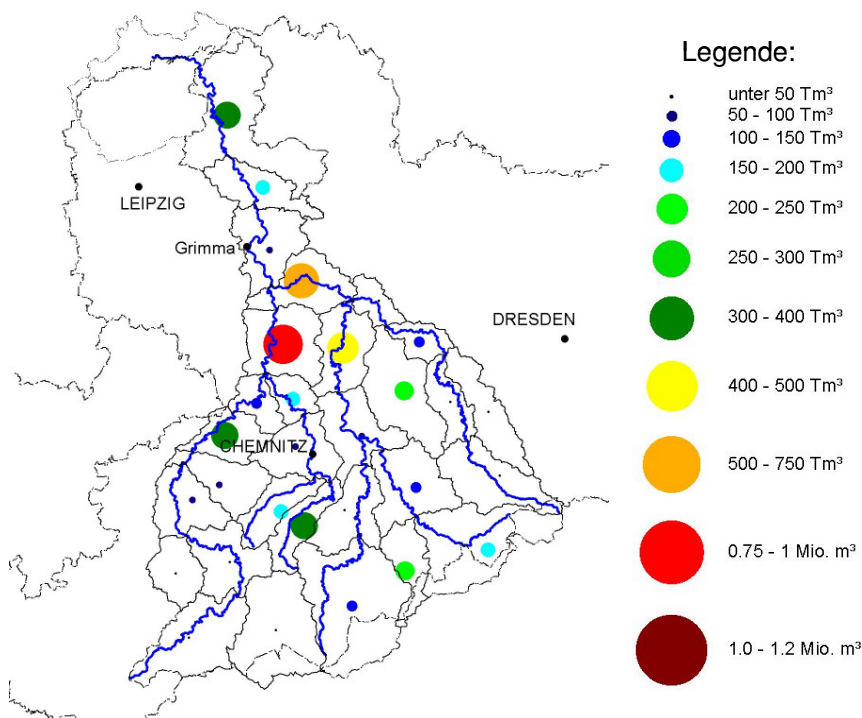 Legende:
unter 50 Tm³
50 - 100 Tm³
100 - 150 Tm³
150 - 200 Tm³
200 - 250 Tm³
250 - 300 Tm³
300 - 400 Tm³
400 - 500 Tm³
500 - 750 Tm³
0.75 - 1 Mio. m³
1.0 - 1.2 Mio. m³
LEIPZIG
Grimma
DRESDEN
CHEMNITZ